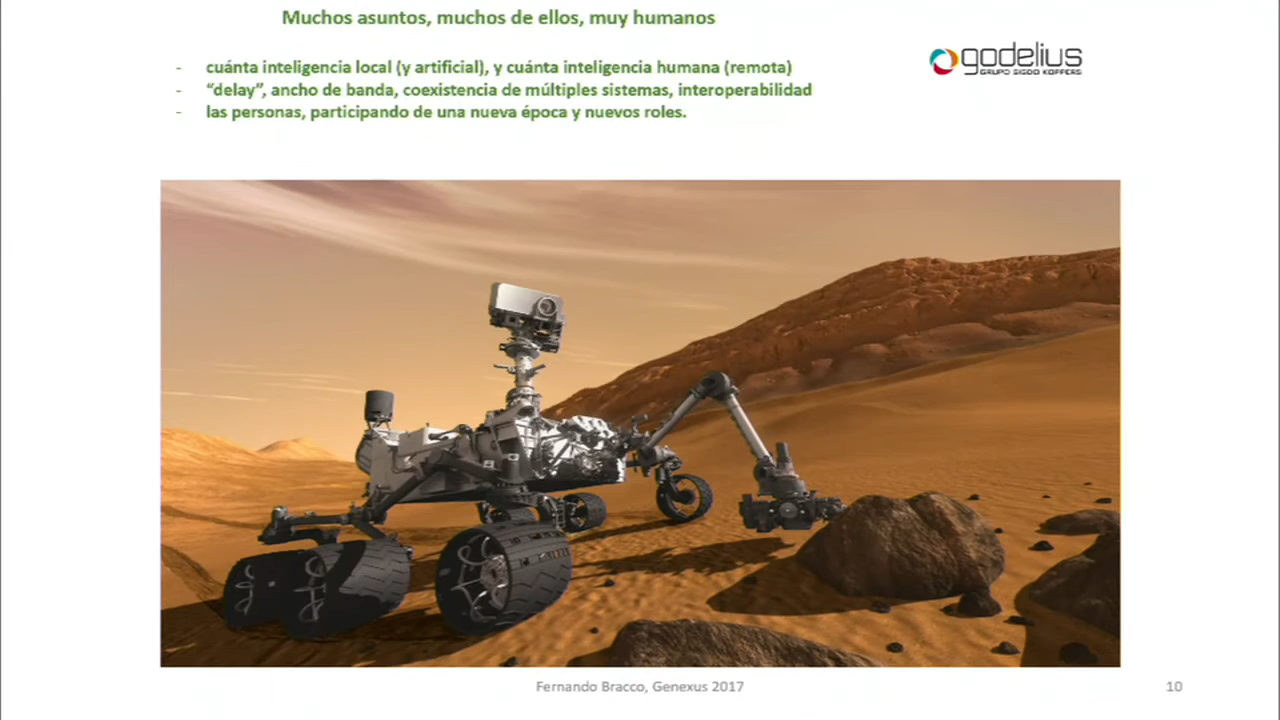 Muchos asuntos, muchos de ellos, muy humanos
- cuánta inteligencia local (y artificial), y cuánta inteligencia humana (remota)
- “delay”, ancho de banda, coexistencia de múltiples sistemas, interoperabilidad
- las personas, participando de una nueva época y nuevos roles.
godelius
GRUPO SIGDO KOPPERS
Fernando Bracco, Genexus 2017
10